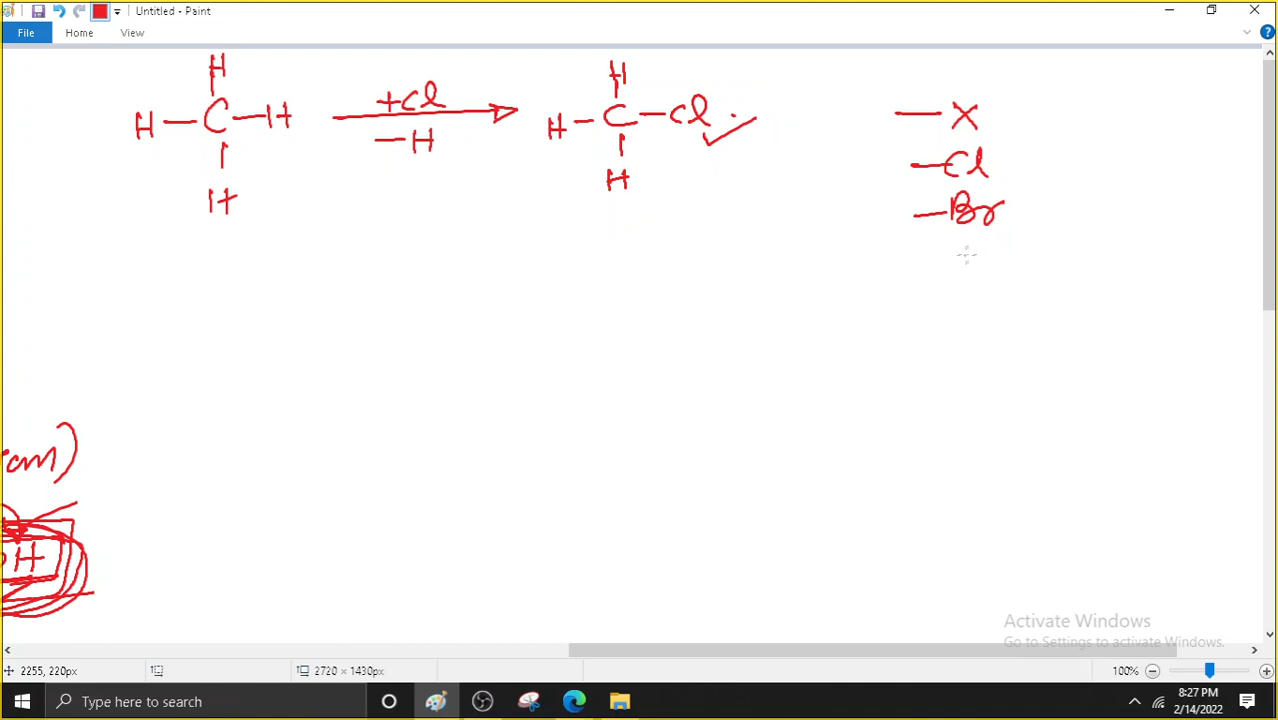 Untitled - Paint
File Home View
H
H — C — H
H
+Cl
—H
H
H — C — Cl
H
— X
— Cl
— Br
H
Activate Windows
Go to Settings to activate Windows.
2255, 220px
2720 × 1430px
100%
Type here to search
8:27 PM
2/14/2022